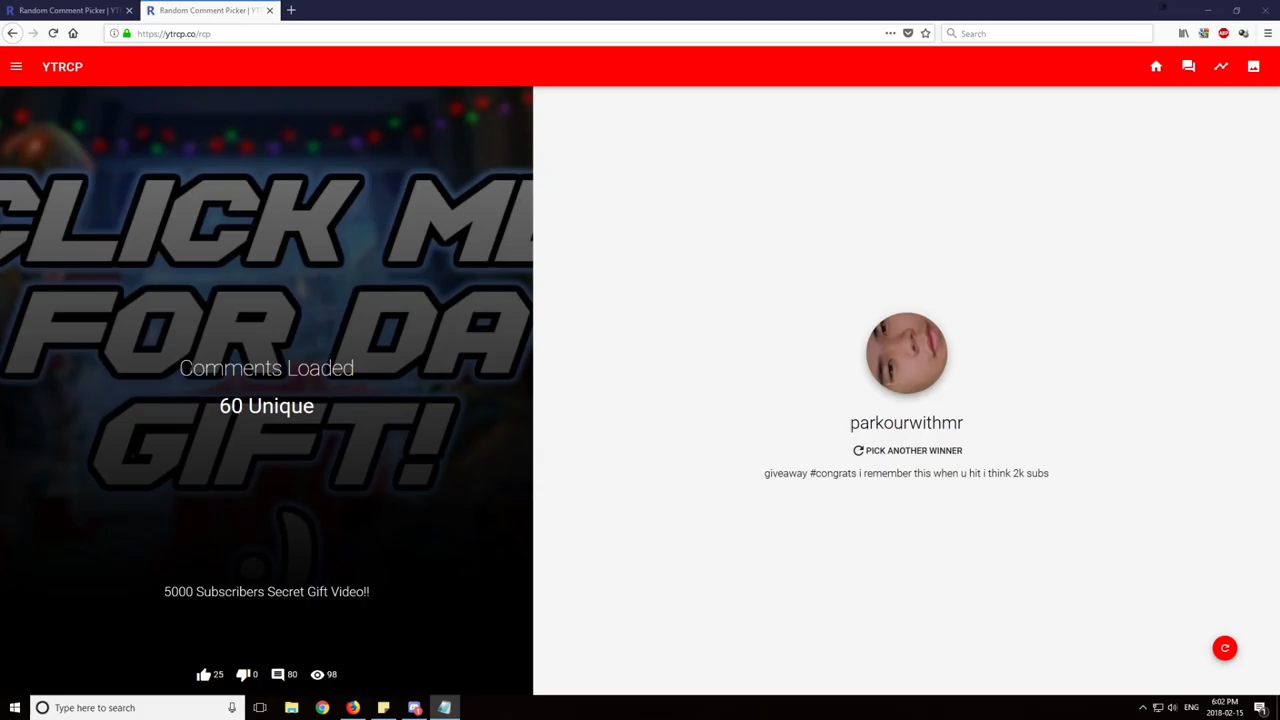 Random Comment Picker | YT
Random Comment Picker | YT
https://ytrcp.co/rcp
Search
ABP
YTRCP
CLICK ME
FOR DA
GIFT!
Comments Loaded
60 Unique
5000 Subscribers Secret Gift Video!!
25
0
80
98
parkourwithmr
PICK ANOTHER WINNER
giveaway #congrats i remember this when u hit i think 2k subs
Type here to search
ENG
6:02 PM
2018-02-15